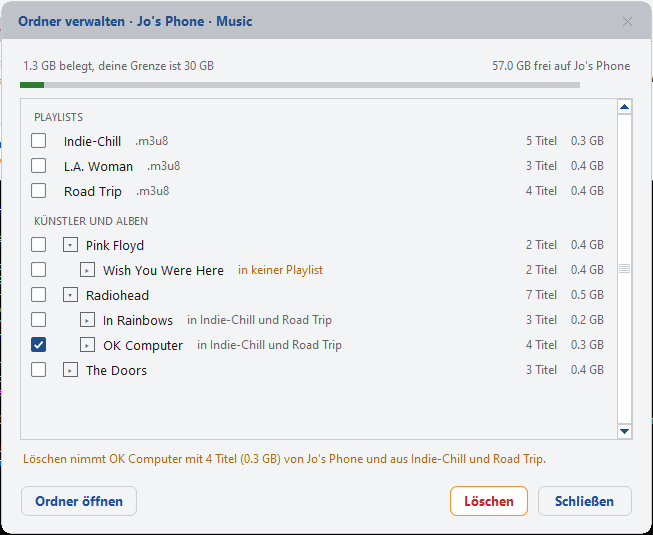 Ordner verwalten · Jo's Phone · Music
1.3 GB belegt, deine Grenze ist 30 GB 57.0 GB frei auf Jo's Phone
PLAYLISTS
Indie-Chill .m3u8 5 Titel 0.3 GB
L.A. Woman .m3u8 3 Titel 0.4 GB
Road Trip .m3u8 4 Titel 0.4 GB
KÜNSTLER UND ALBEN
Pink Floyd 2 Titel 0.4 GB
Wish You Were Here in keiner Playlist 2 Titel 0.4 GB
Radiohead 7 Titel 0.5 GB
In Rainbows in Indie-Chill und Road Trip 3 Titel 0.2 GB
OK Computer in Indie-Chill und Road Trip 4 Titel 0.3 GB
The Doors 3 Titel 0.4 GB
Löschen nimmt OK Computer mit 4 Titel (0.3 GB) von Jo's Phone und aus Indie-Chill und Road Trip.
Ordner öffnen Löschen Schließen